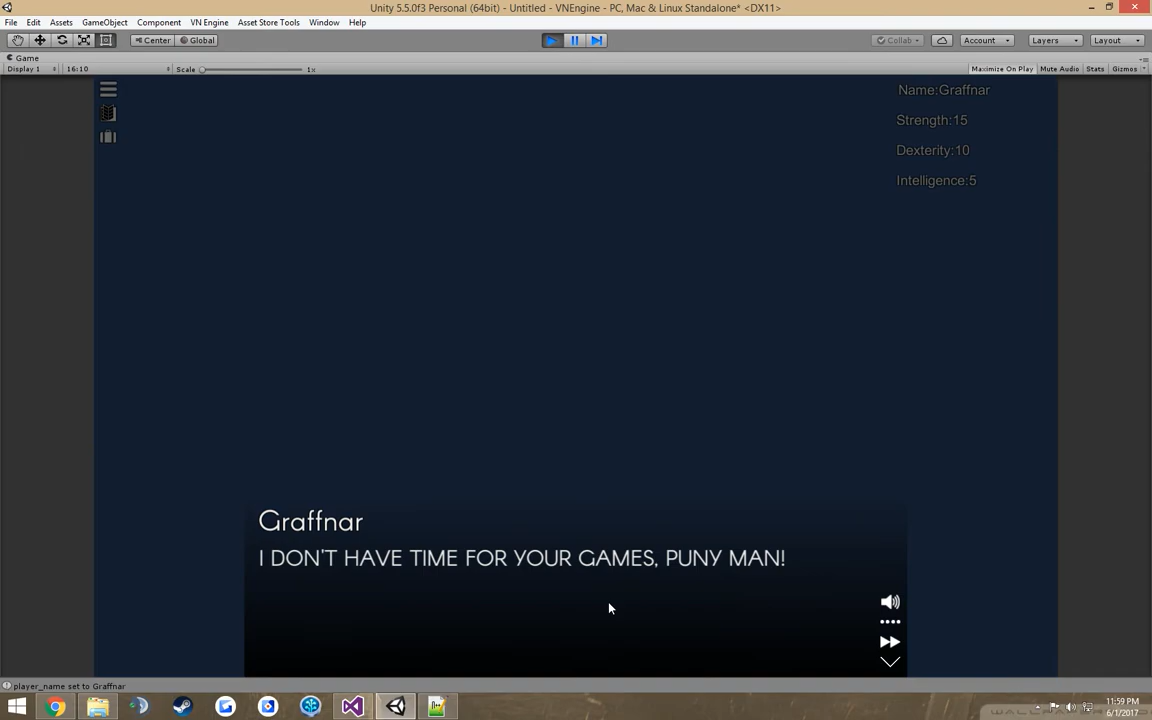 Unity 5.5.0f3 Personal (64bit) - Untitled - VNEngine - PC, Mac & Linux Standalone* <DX11>
File Edit Assets GameObject Component VN Engine Asset Store Tools Window Help
Center Global Collab Account Layers Layout
Game
Display 1 16:10 Scale 1x Maximize On Play Mute Audio Stats Gizmos
Name:Graffnar
Strength:15
Dexterity:10
Intelligence:5
Graffnar
I DON'T HAVE TIME FOR YOUR GAMES, PUNY MAN!
player_name set to Graffnar
11:59 PM
6/1/2017